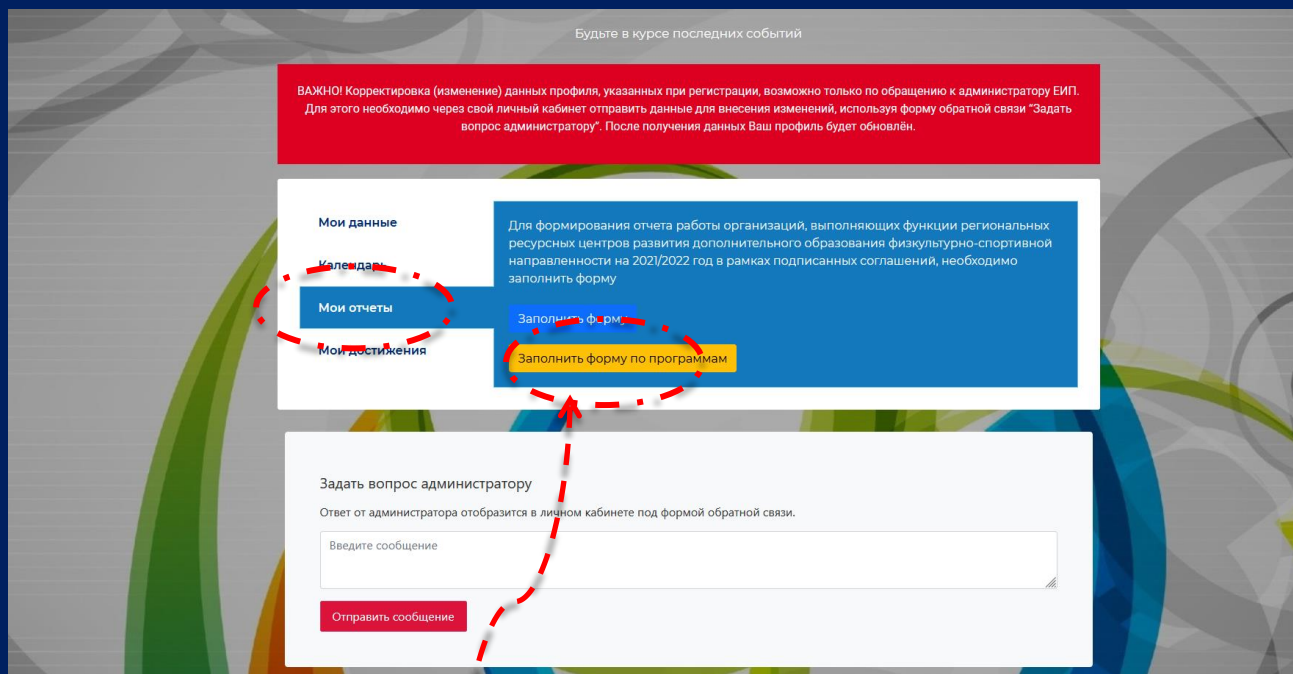 Будьте в курсе последних событий
ВАЖНО! Корректировка (изменение) данных профиля, указанных при регистрации, возможно только по обращению к администратору ЕИП.
Для этого необходимо через свой личный кабинет отправить данные для внесения изменений, используя форму обратной связи “Задать
вопрос администратору”. После получения данных Ваш профиль будет обновлён.
Мои данные
Календарь
Мои отчеты
Мои достижения
Для формирования отчета работы организаций, выполняющих функции региональных
ресурсных центров развития дополнительного образования физкультурно-спортивной
направленности на 2021/2022 год в рамках подписанных соглашений, необходимо
заполнить форму
Заполнить форму
Заполнить форму по программам
Задать вопрос администратору
Ответ от администратора отобразится в личном кабинете под формой обратной связи.
Введите сообщение
Отправить сообщение